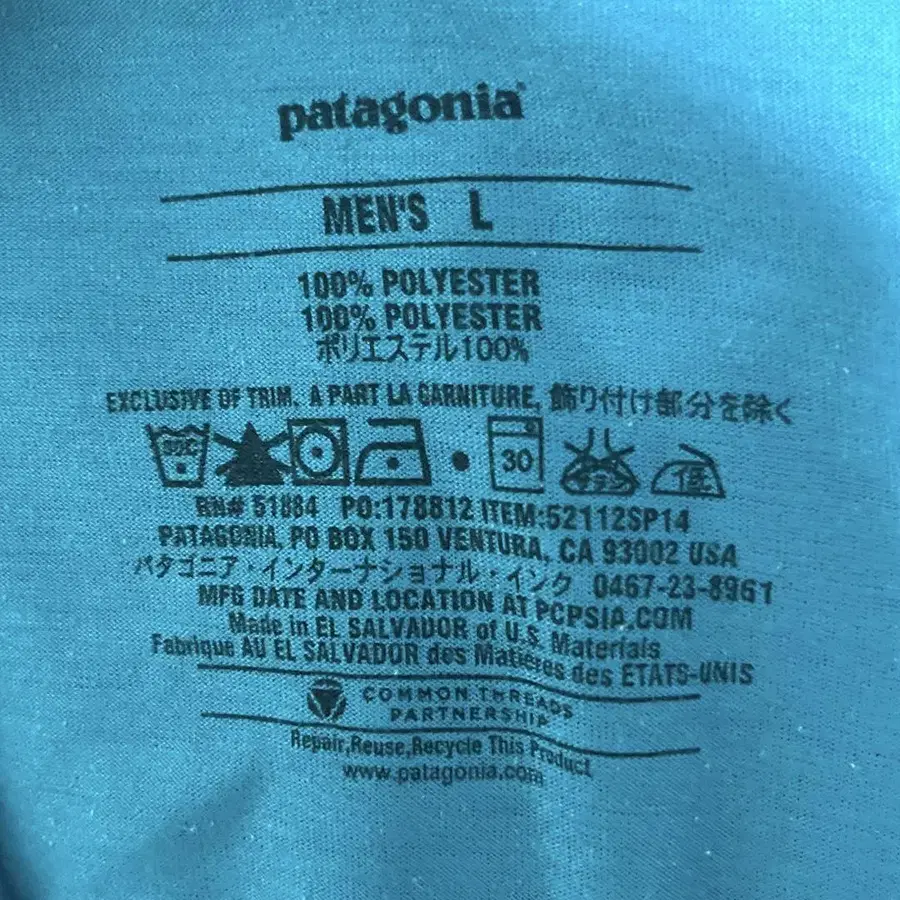 patagonia®
MEN'S L
100% POLYESTER
100% POLYESTER
ポリエステル100%
EXCLUSIVE OF TRIM. A PART LA GARNITURE. 飾り付け部分を除く
30
RN# 51884 PO:178812 ITEM:52112SP14
PATAGONIA, PO BOX 150 VENTURA, CA 93002 USA
パタゴニア・インターナショナル・インク 0467-23-8961
MFG DATE AND LOCATION AT PCPSIA.COM
Made in EL SALVADOR of U.S. Materials
Fabriqué AU EL SALVADOR des Matières des ETATS-UNIS
COMMON THREADS
PARTNERSHIP
Repair,Reuse,Recycle This Product
www.patagonia.com